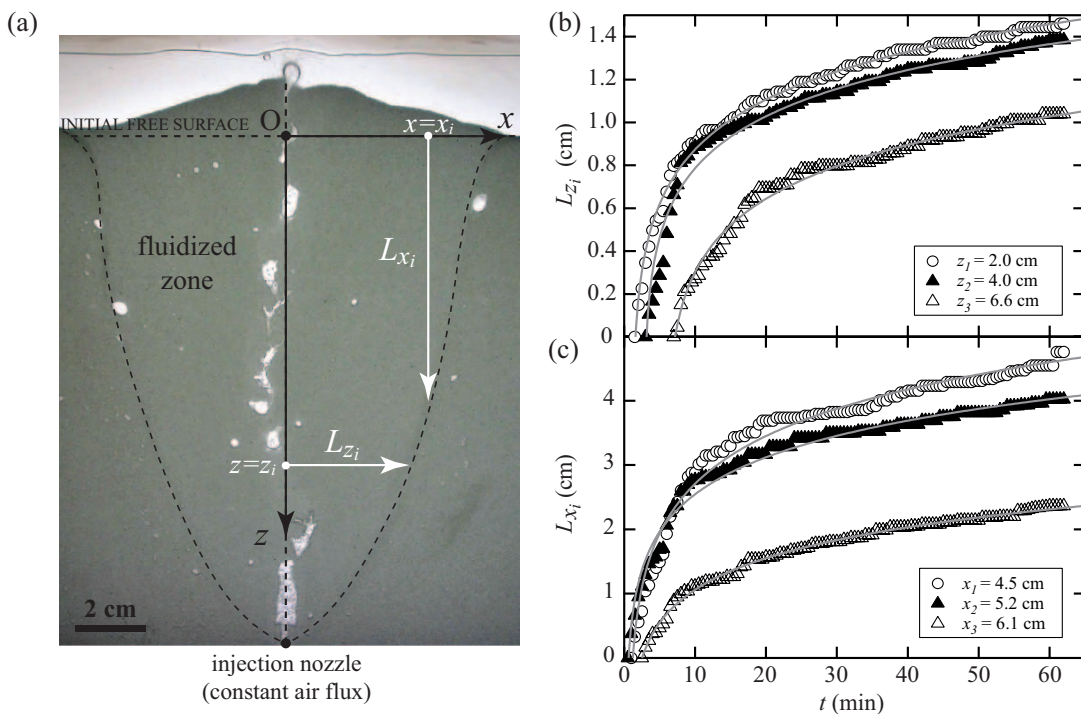 (a)
INITIAL FREE SURFACE
O
x=xᵢ
x
fluidized
zone
Lₓᵢ
z=zᵢ
L_zᵢ
z
2 cm
injection nozzle
(constant air flux)
(b)
L_zᵢ (cm)
1.4
1.2
1.0
0.8
0.6
0.4
0.2
0
z₁ = 2.0 cm
z₂ = 4.0 cm
z₃ = 6.6 cm
(c)
Lₓᵢ (cm)
4
3
2
1
0
x₁ = 4.5 cm
x₂ = 5.2 cm
x₃ = 6.1 cm
0 10 20 30 40 50 60
t (min)